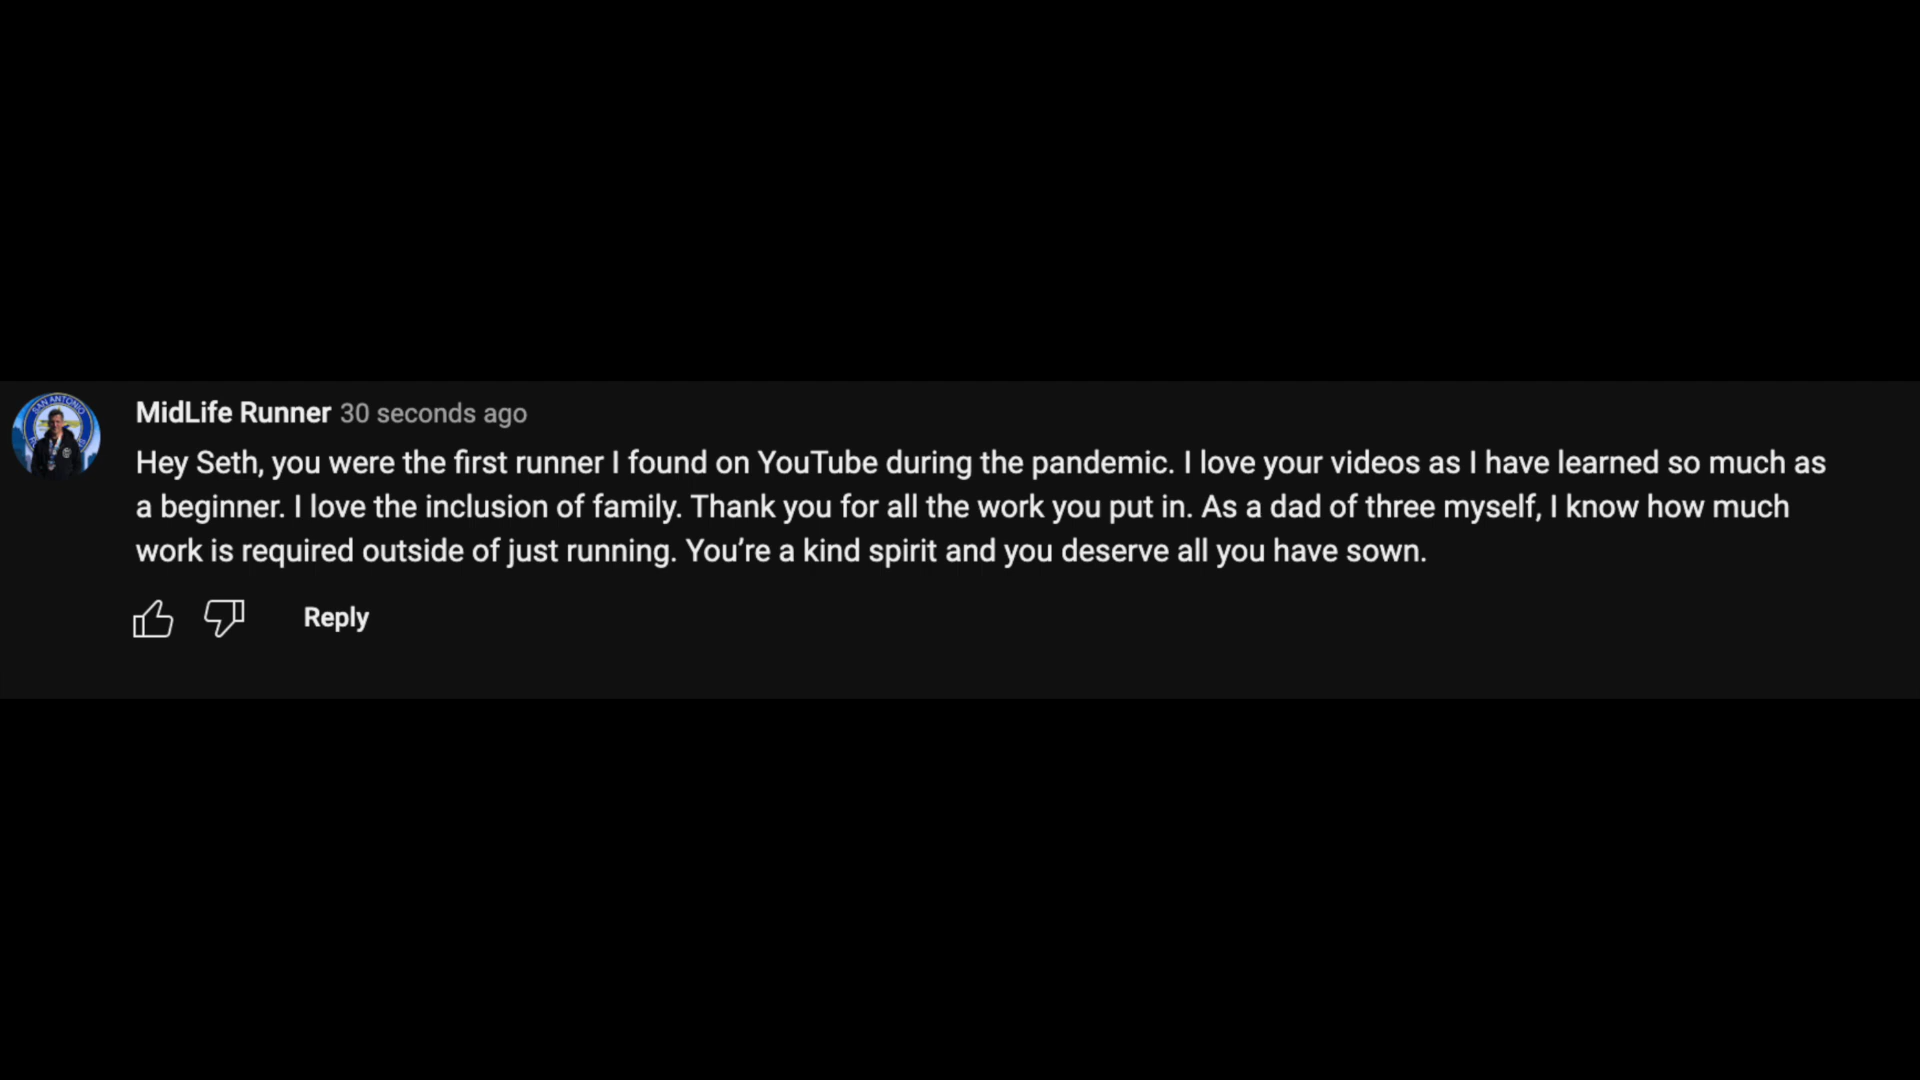 SAN ANTONIO
MidLife Runner 30 seconds ago
Hey Seth, you were the first runner I found on YouTube during the pandemic. I love your videos as I have learned so much as
a beginner. I love the inclusion of family. Thank you for all the work you put in. As a dad of three myself, I know how much
work is required outside of just running. You’re a kind spirit and you deserve all you have sown.
Reply